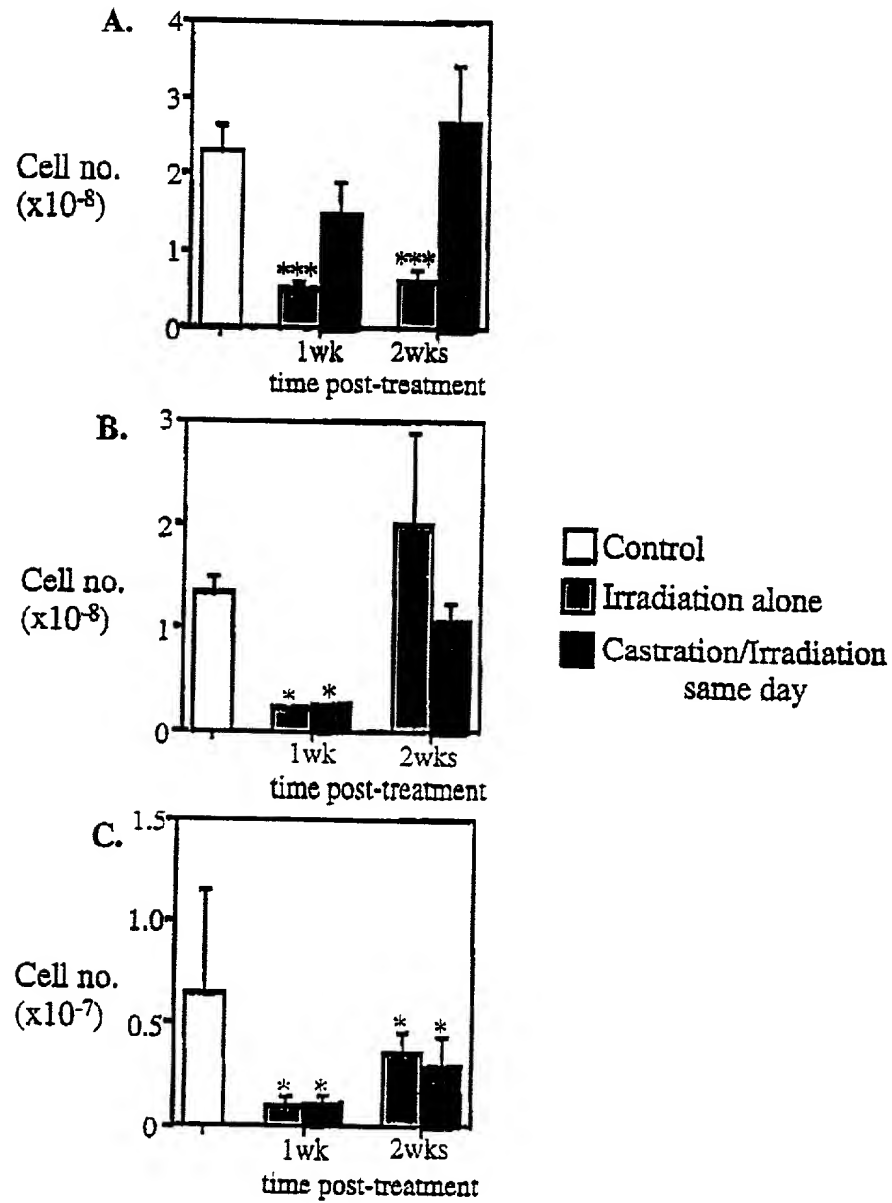 A.
4
3
2
1
0
Cell no.
(x10⁻⁸)
***
***
1wk
2wks
time post-treatment
B.
3
2
1
0
Cell no.
(x10⁻⁸)
*
*
1wk
2wks
time post-treatment
Control
Irradiation alone
Castration/Irradiation
same day
C.
1.5
1.0
0.5
0
Cell no.
(x10⁻⁷)
*
*
*
*
1wk
2wks
time post-treatment